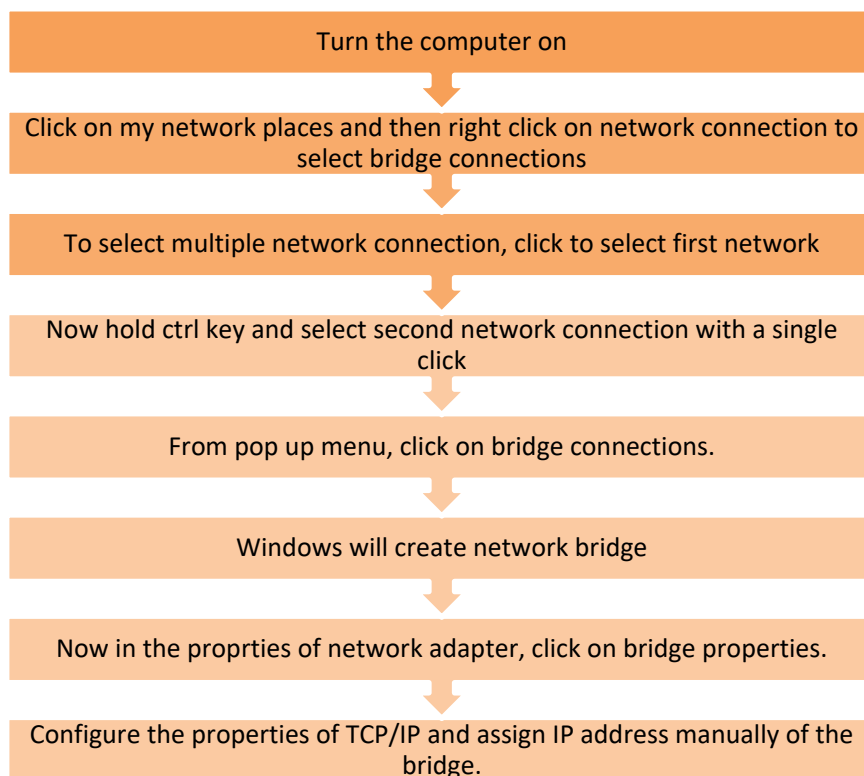 Turn the computer on
Click on my network places and then right click on network connection to
select bridge connections
To select multiple network connection, click to select first network
Now hold ctrl key and select second network connection with a single
click
From pop up menu, click on bridge connections.
Windows will create network bridge
Now in the proprties of network adapter, click on bridge properties.
Configure the properties of TCP/IP and assign IP address manually of the
bridge.